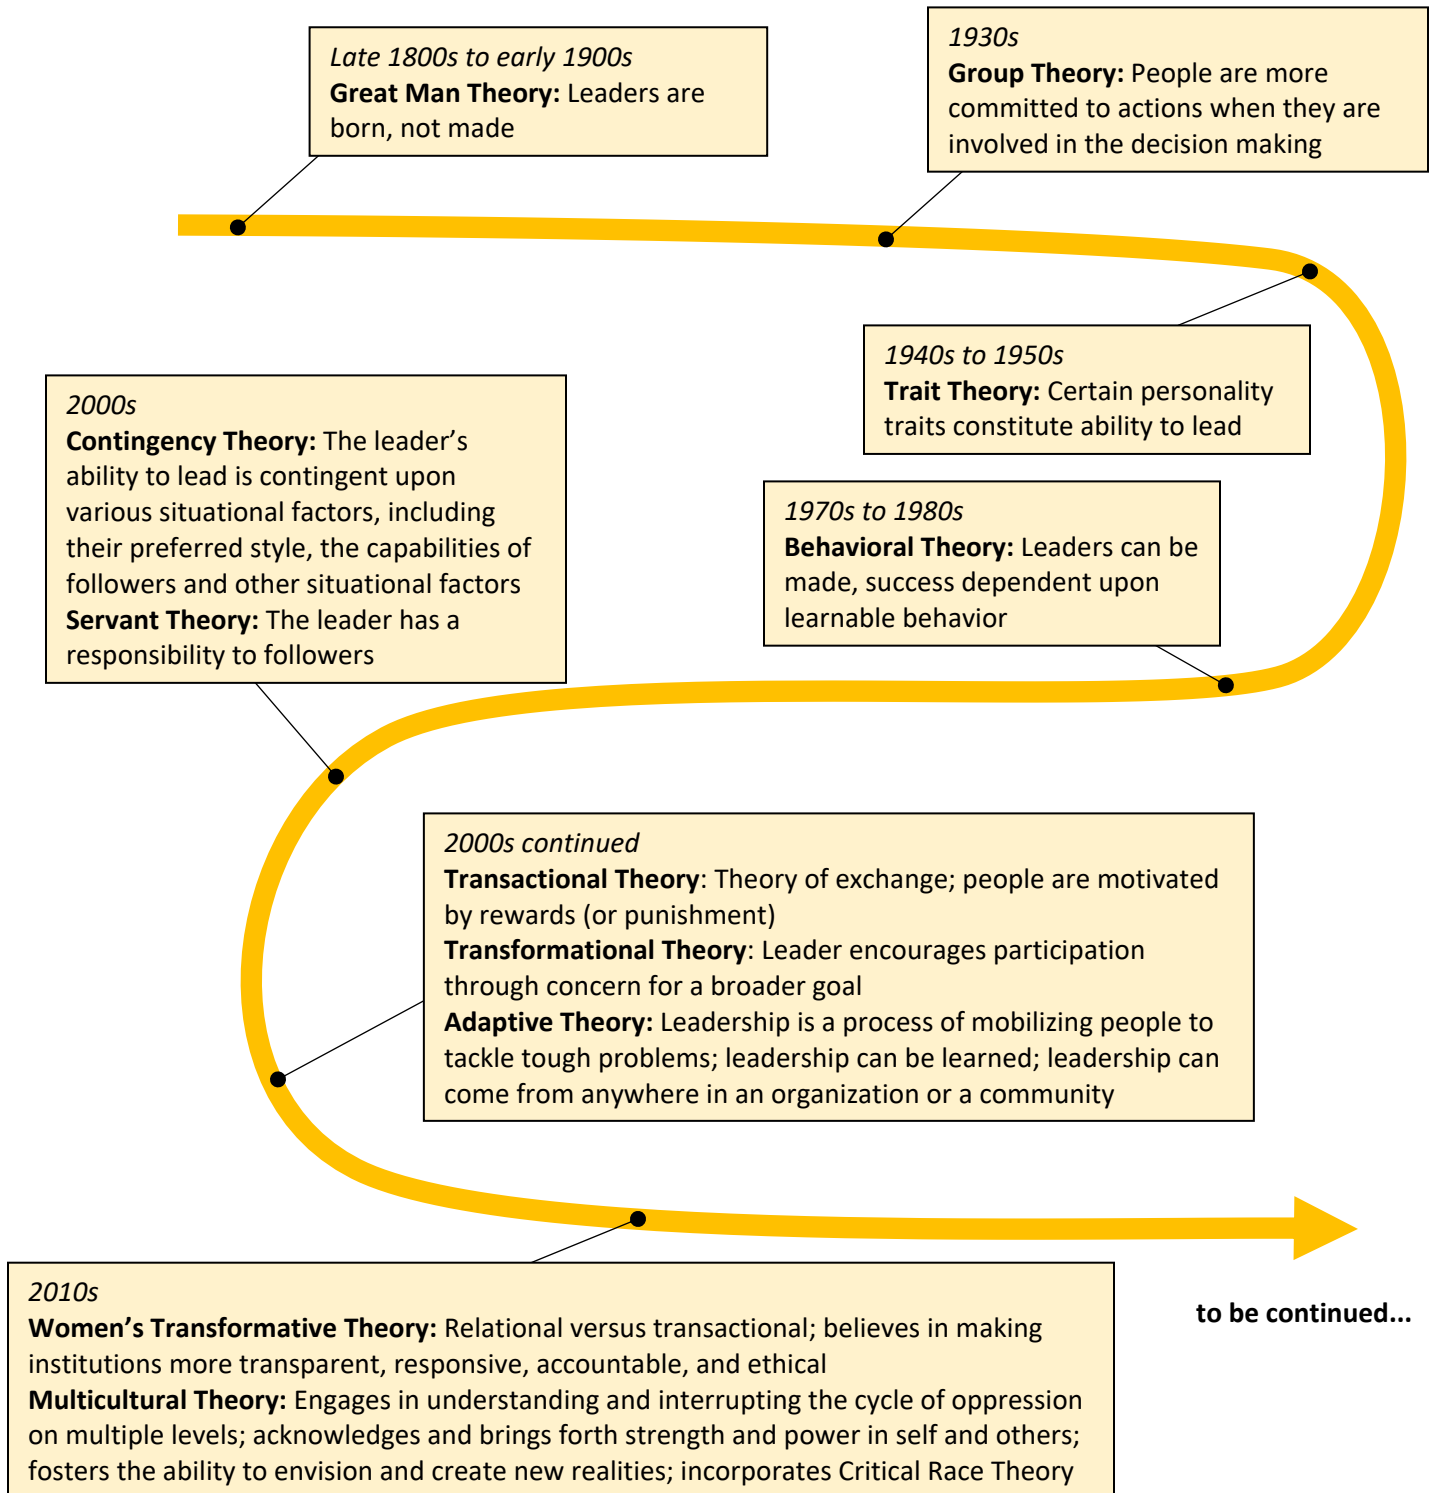 Late 1800s to early 1900s
Great Man Theory: Leaders are
born, not made
1930s
Group Theory: People are more
committed to actions when they are
involved in the decision making
1940s to 1950s
Trait Theory: Certain personality
traits constitute ability to lead
1970s to 1980s
Behavioral Theory: Leaders can be
made, success dependent upon
learnable behavior
2000s
Contingency Theory: The leader’s
ability to lead is contingent upon
various situational factors, including
their preferred style, the capabilities of
followers and other situational factors
Servant Theory: The leader has a
responsibility to followers
2000s continued
Transactional Theory: Theory of exchange; people are motivated
by rewards (or punishment)
Transformational Theory: Leader encourages participation
through concern for a broader goal
Adaptive Theory: Leadership is a process of mobilizing people to
tackle tough problems; leadership can be learned; leadership can
come from anywhere in an organization or a community
2010s
Women’s Transformative Theory: Relational versus transactional; believes in making
institutions more transparent, responsive, accountable, and ethical
Multicultural Theory: Engages in understanding and interrupting the cycle of oppression
on multiple levels; acknowledges and brings forth strength and power in self and others;
fosters the ability to envision and create new realities; incorporates Critical Race Theory
to be continued...